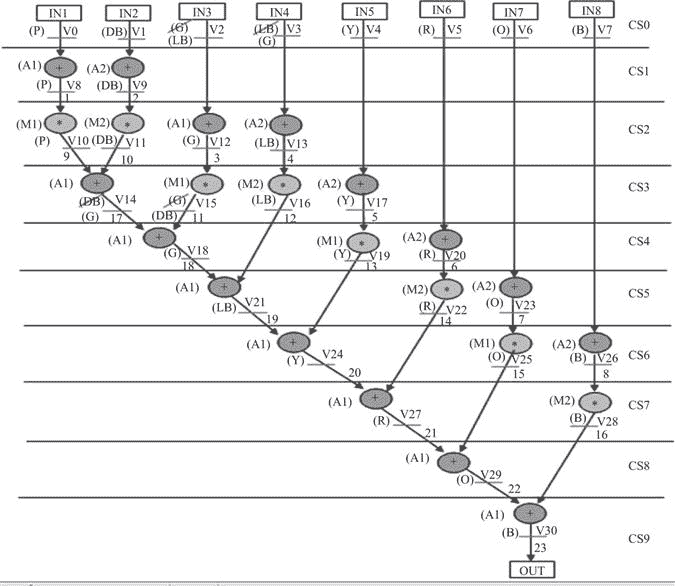 IN1 IN2 IN3 IN4 IN5 IN6 IN7 IN8
CS0
(P) V0 (DB) V1 (G) V2 (LB) V3 (Y) V4 (R) V5 (O) V6 (B) V7
(LB) (G)
(A1) + (A2) + CS1
(P) V8 (DB) V9
1 2
(M1) * (M2) * (A1) + (A2) + CS2
(P) V10 (DB) V11 (G) V12 (LB) V13
9 10 3 4
(A1) + (M1) * (M2) * (A2) + CS3
(DB) V14 (G) V15 (LB) V16 (Y) V17
(G) 17 (DB) 11 12 5
(A1) + (M1) * (A2) + CS4
(G) V18 (Y) V19 (R) V20
18 13 6
(A1) + (M2) * (A2) + CS5
(LB) V21 (R) V22 (O) V23
19 14 7
(A1) + (M1) * (A2) + CS6
(Y) V24 (O) V25 (B) V26
20 15 8
(A1) + (M2) * CS7
(R) V27 (B) V28
21 16
(A1) + CS8
(O) V29
22
(A1) + CS9
(B) V30
23
OUT